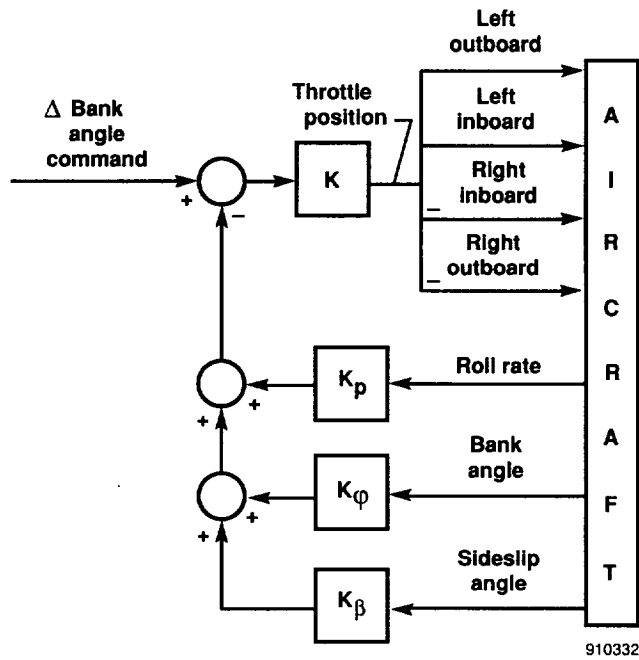 Left
outboard
Δ Bank
angle
command
Throttle
position
Left
inboard
Right
inboard
Right
outboard
K
+
−
−
−
A
I
R
C
R
A
F
T
Kp
Roll rate
+
+
Kφ
Bank
angle
+
+
Kβ
Sideslip
angle
910332